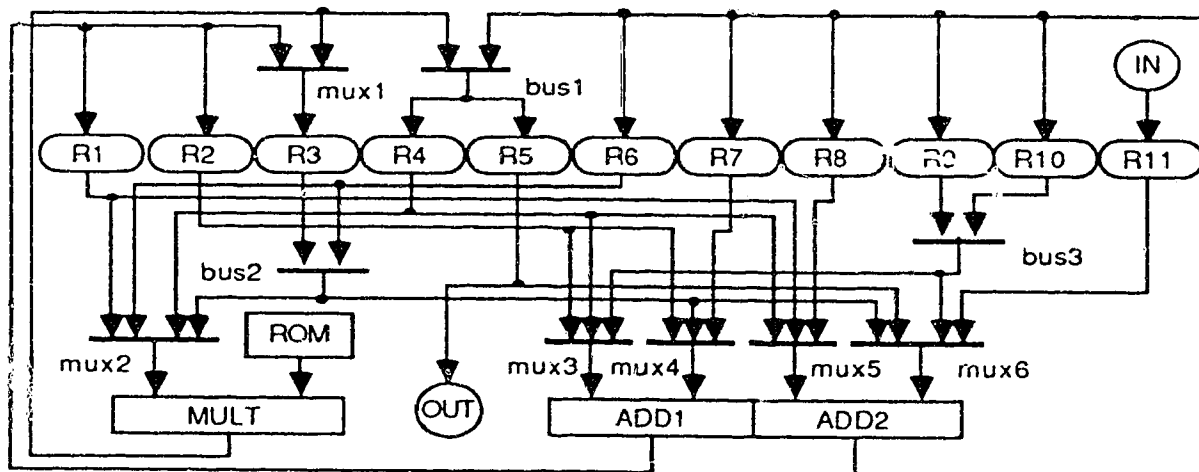 IN
mux1
bus1
R1
R2
R3
R4
R5
R6
R7
R8
R9
R10
R11
bus2
bus3
ROM
mux2
mux3
mux4
mux5
mux6
MULT
OUT
ADD1
ADD2